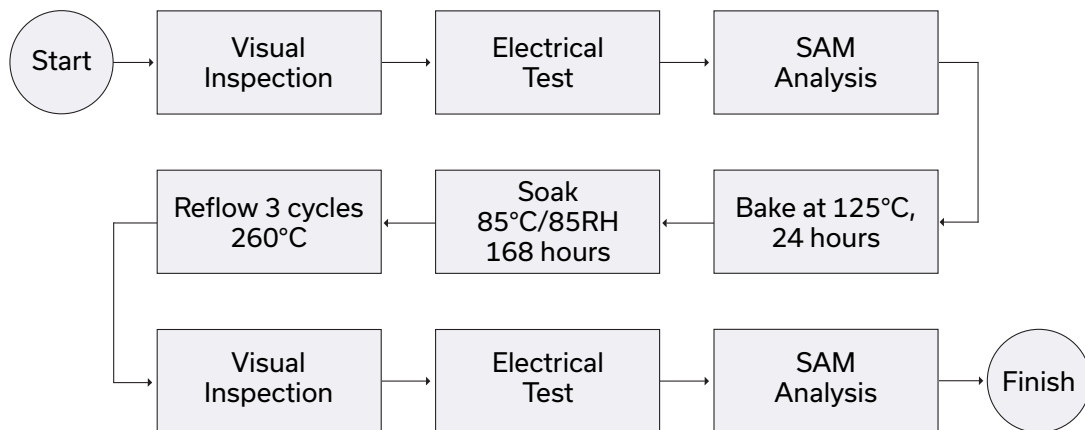 Start
Visual
Inspection
Electrical
Test
SAM
Analysis
Reflow 3 cycles
260°C
Soak
85°C/85RH
168 hours
Bake at 125°C,
24 hours
Visual
Inspection
Electrical
Test
SAM
Analysis
Finish